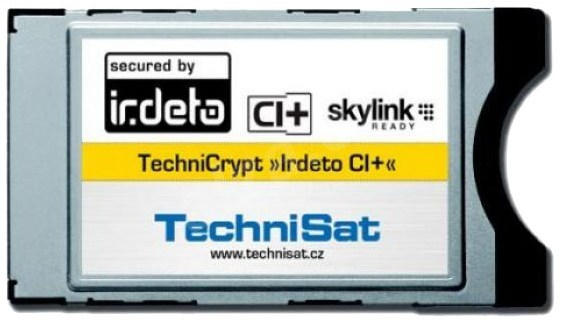 secured by
irdeto
CI+
skylink
READY
TechniCrypt »Irdeto CI+«
TechniSat
www.technisat.cz